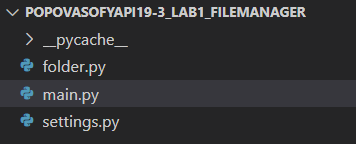 POPOVASOFYAPI19-3_LAB1_FILEMANAGER
__pycache__
folder.py
main.py
settings.py